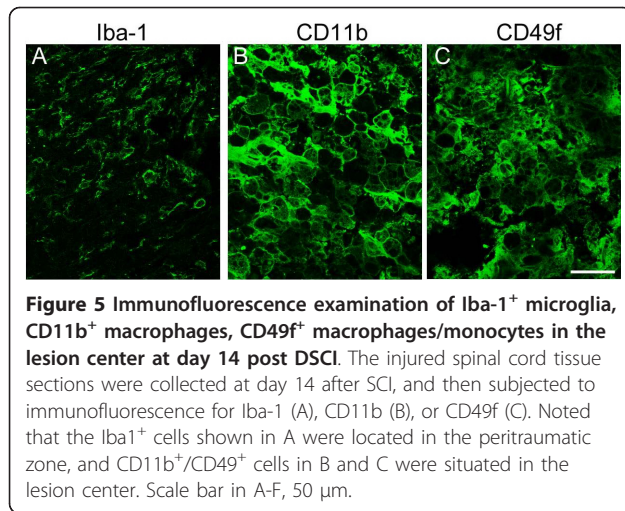 Iba-1 CD11b CD49f
A B C
Figure 5 Immunofluorescence examination of Iba-1⁺ microglia,
CD11b⁺ macrophages, CD49f⁺ macrophages/monocytes in the
lesion center at day 14 post DSCI. The injured spinal cord tissue
sections were collected at day 14 after SCI, and then subjected to
immunofluorescence for Iba-1 (A), CD11b (B), or CD49f (C). Noted
that the Iba1⁺ cells shown in A were located in the peritraumatic
zone, and CD11b⁺/CD49⁺ cells in B and C were situated in the
lesion center. Scale bar in A-F, 50 μm.